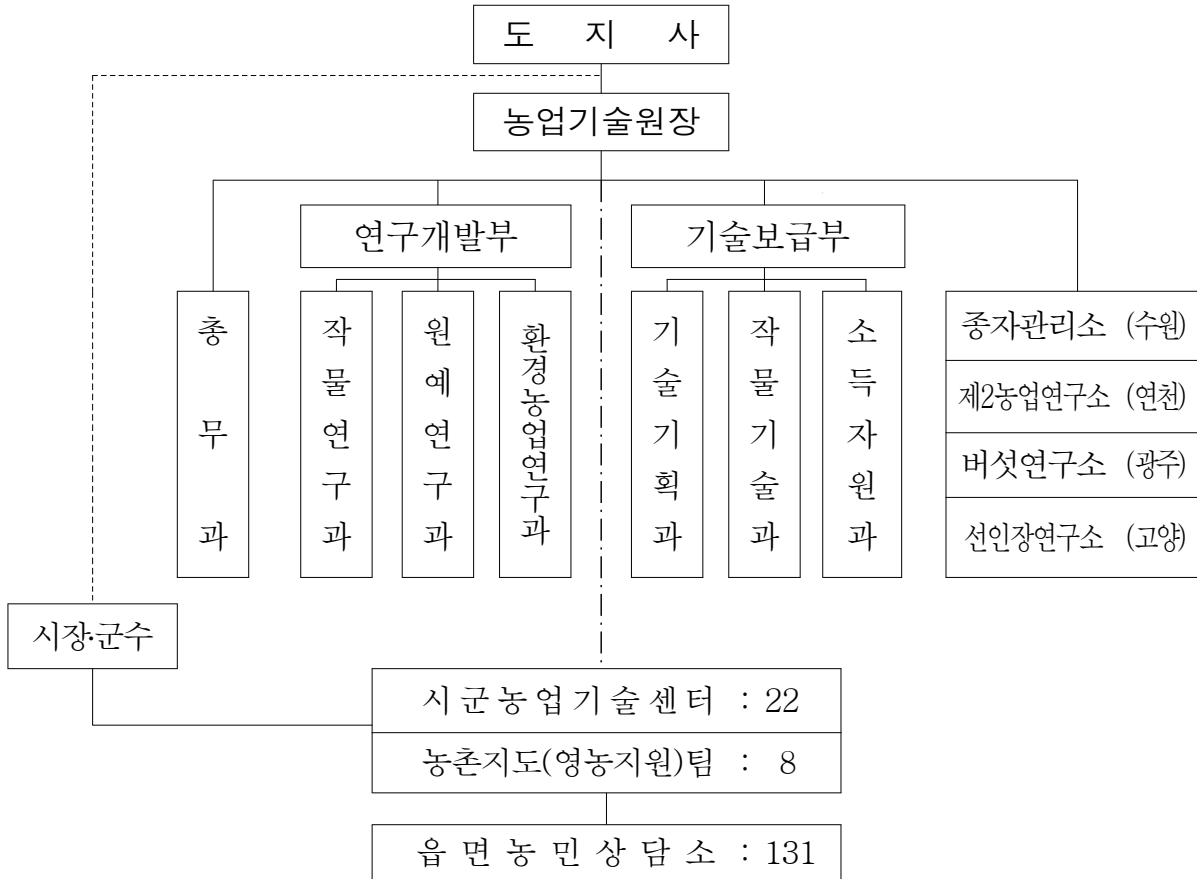 도 지 사
농업기술원장
연구개발부
기술보급부
총무과
작물연구과
원예연구과
환경농업연구과
기술기획과
작물기술과
소득자원과
종자관리소 (수원)
제2농업연구소 (연천)
버섯연구소 (광주)
선인장연구소 (고양)
시장·군수
시군농업기술센터 : 22
농촌지도(영농지원)팀 : 8
읍면농민상담소 : 131